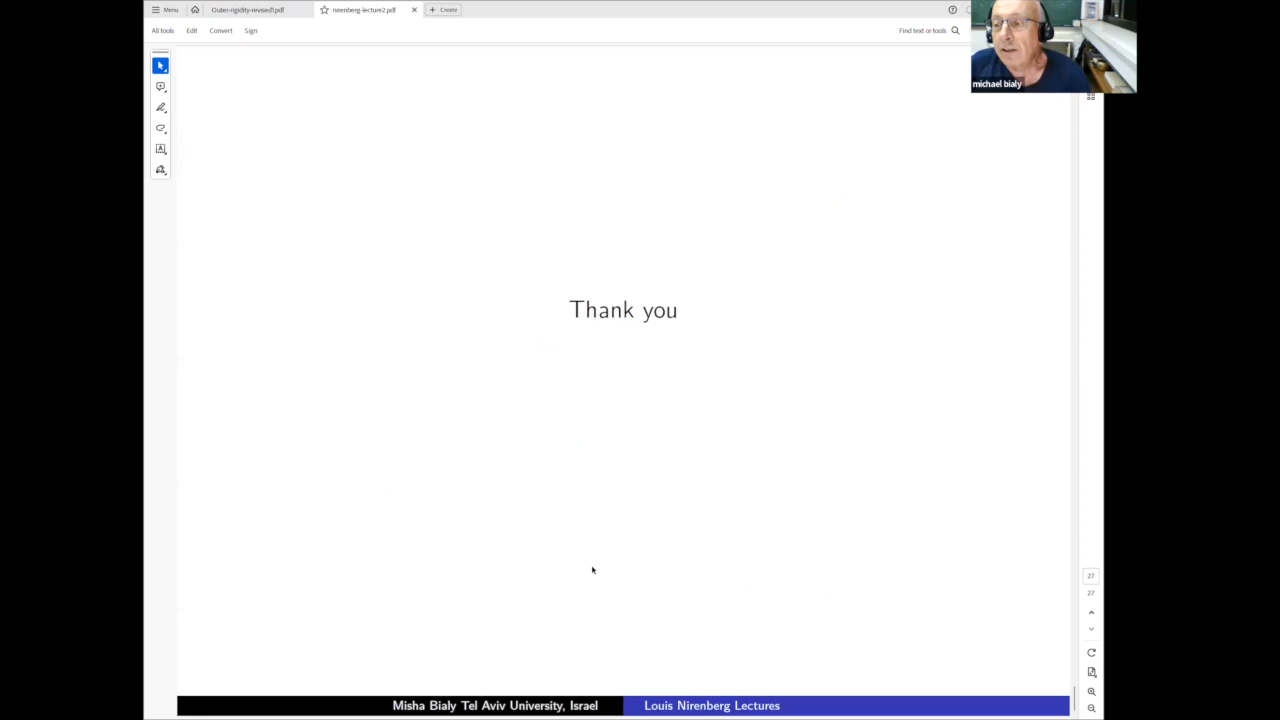 Menu
Outer-rigidity-revised1.pdf
nirenberg-lecture2.pdf
Create
All tools
Edit
Convert
Sign
Find text or tools
michael bialy
Thank you
27
27
Misha Bialy Tel Aviv University, Israel
Louis Nirenberg Lectures